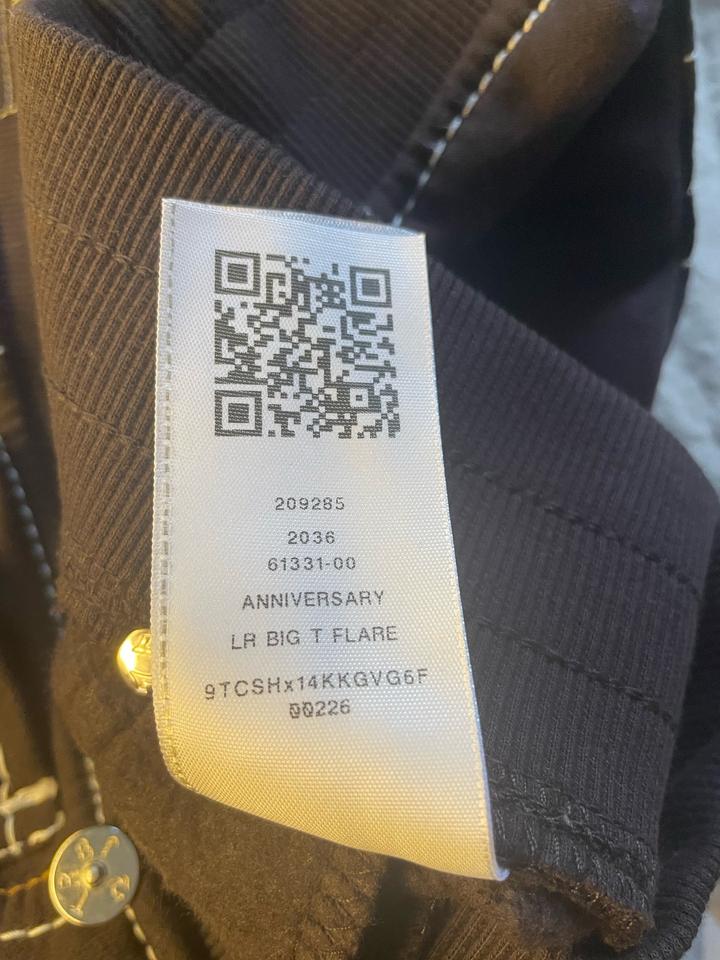 209285
2036
61331-00
ANNIVERSARY
LR BIG T FLARE
9TCSHx14KKGVG6F
00226